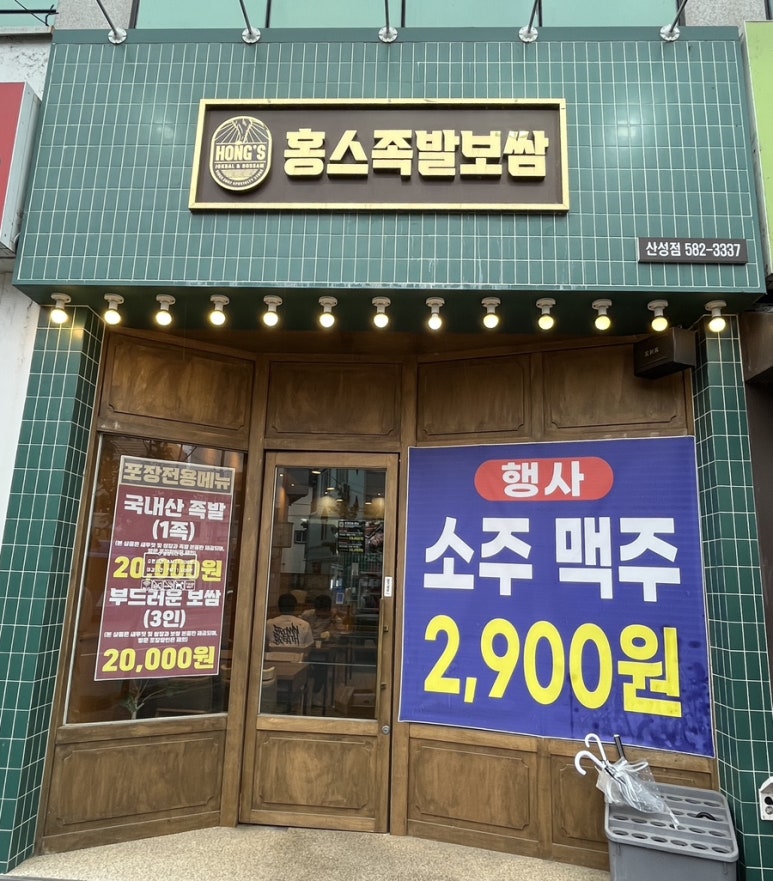 HONG'S
JOKBAL & BOSSAM
홍스족발보쌈
산성점 582-3337
포장전용메뉴
국내산 족발
(1족)
20,000원
부드러운 보쌈
(3인)
20,000원
행사
소주 맥주
2,900원